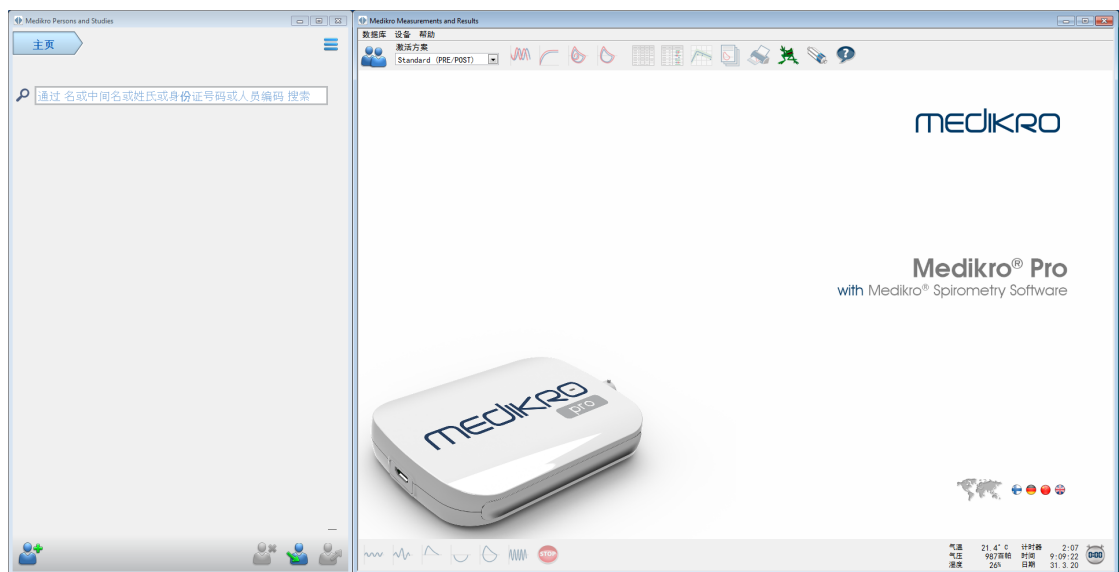 Medikro Persons and Studies
主页
通过 名或中间名或姓氏或身份证号码或人员编码 搜索
Medikro Measurements and Results
数据库 设备 帮助
激活方案
Standard (PRE/POST)
MEDIKRO
Medikro® Pro
with Medikro® Spirometry Software
MEDIKRO
pro
STOP
气温 21.4° C 计时器 2:07
气压 987百帕 时间 9:09:22
湿度 26% 日期 31.3.20
0:00